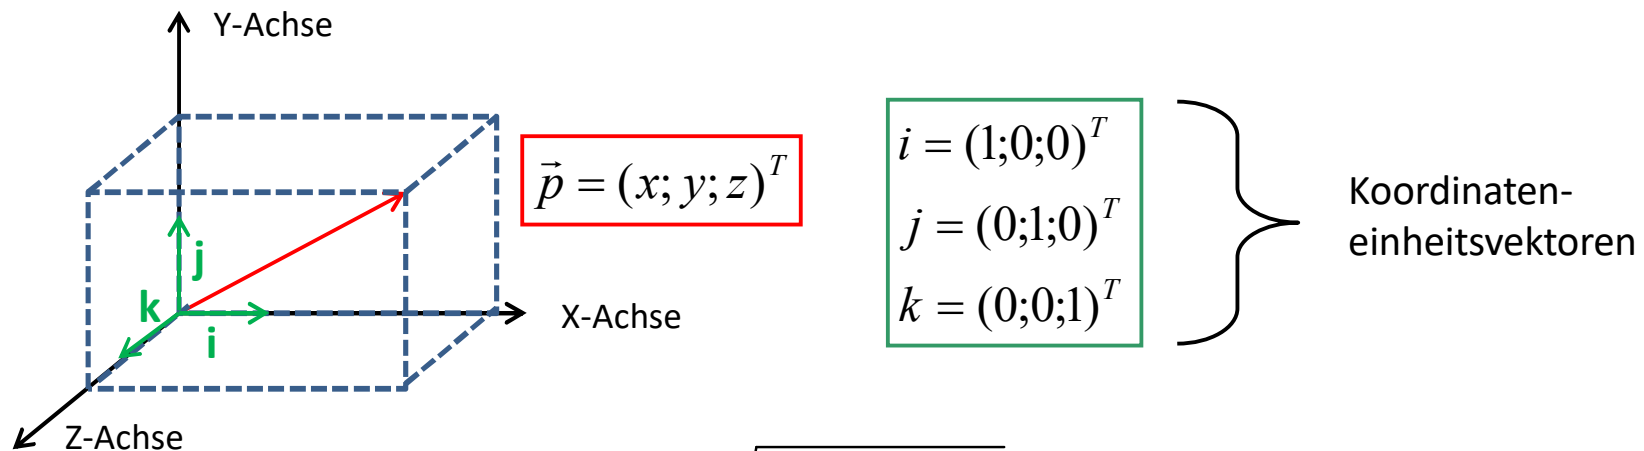 Y-Achse
p⃗ = (x; y; z)^T
i = (1;0;0)^T
j = (0;1;0)^T
k = (0;0;1)^T
Koordinaten-
einheitsvektoren
j
k
i
X-Achse
Z-Achse